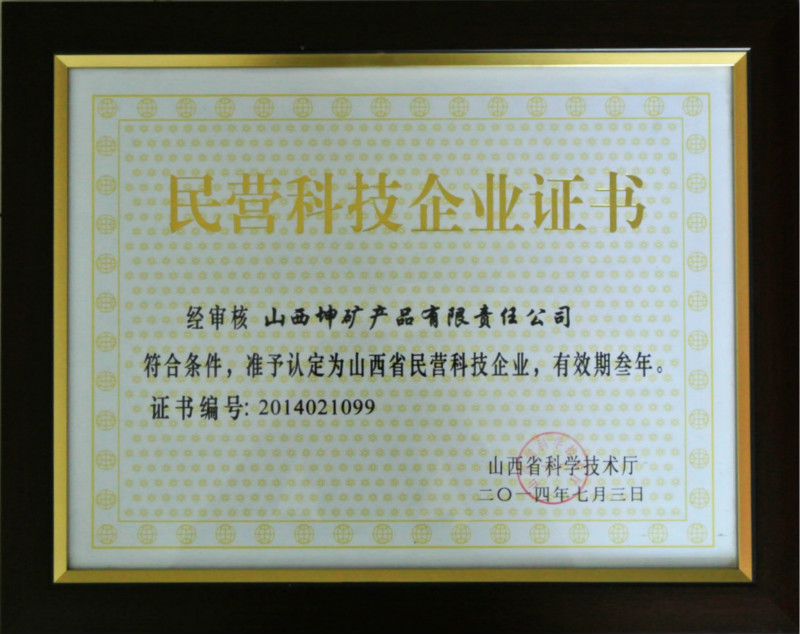 民营科技企业证书
经审核 山西坤矿产品有限责任公司
符合条件，准予认定为山西省民营科技企业，有效期叁年。
证书编号: 2014021099
山西省科学技术厅
二〇一四年七月三日